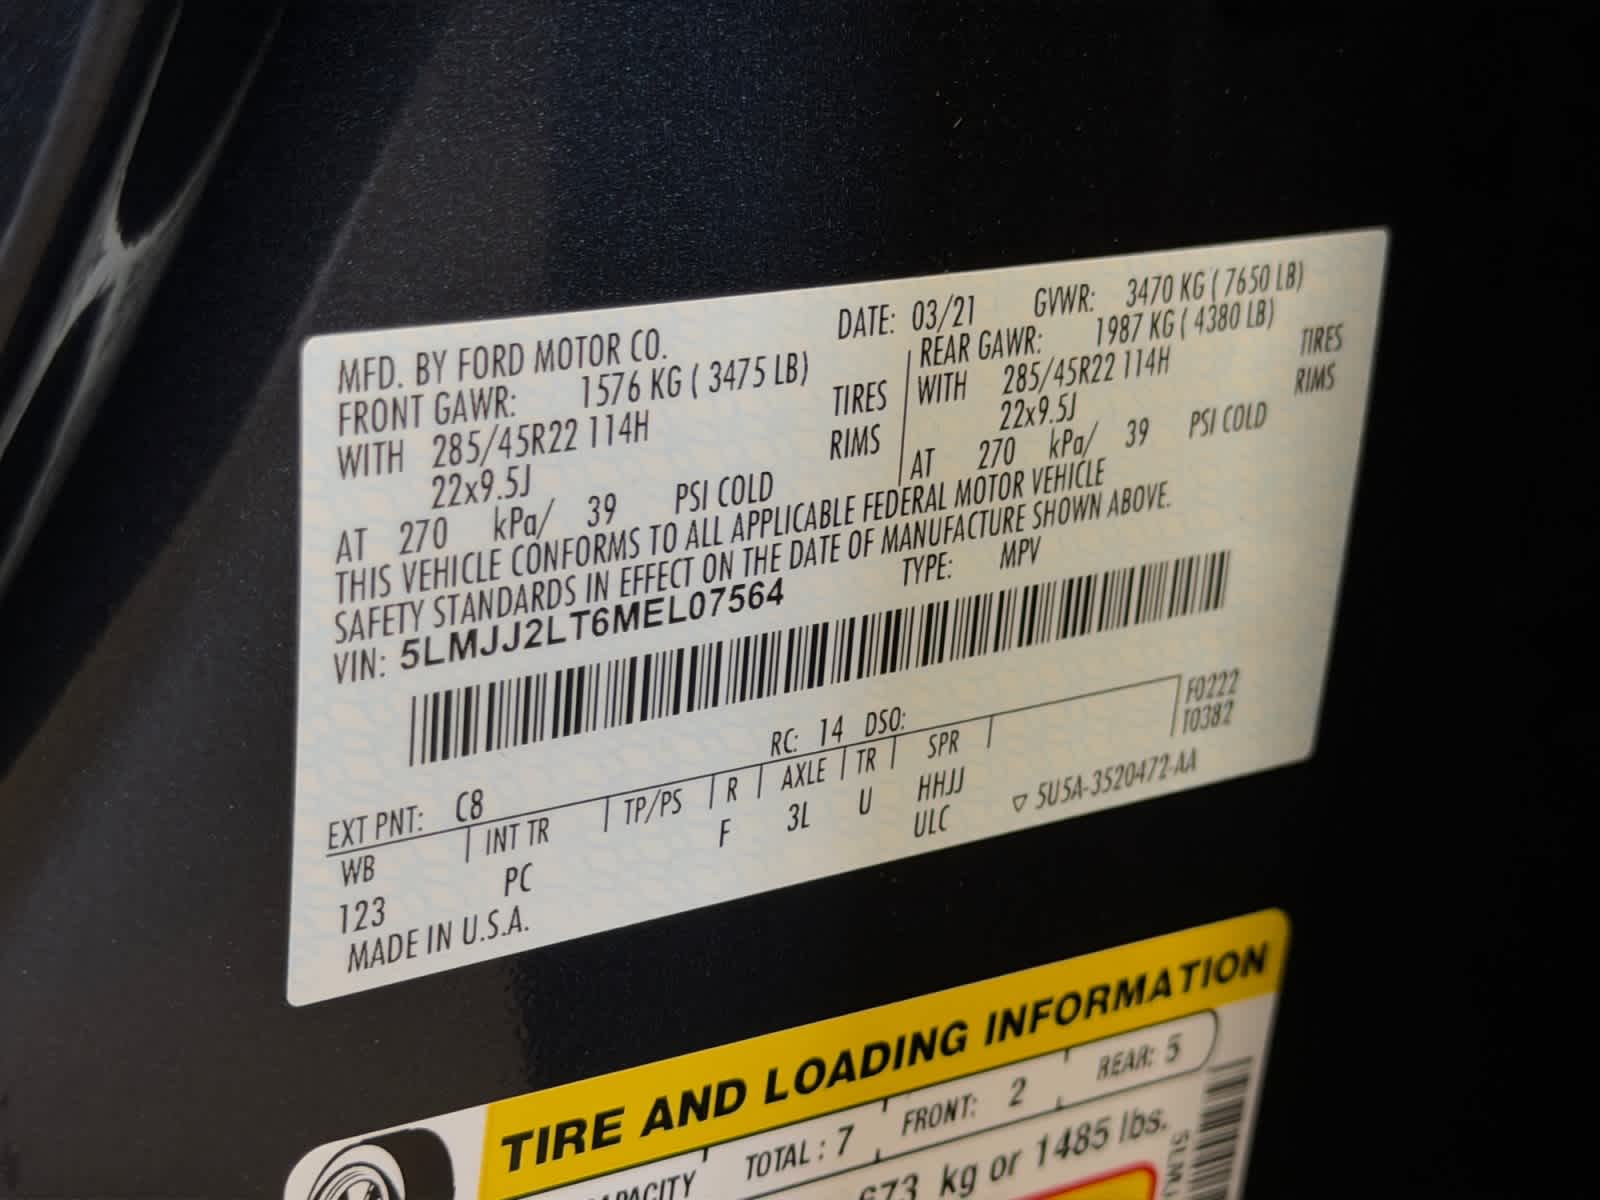 MFD. BY FORD MOTOR CO. DATE: 03/21 GVWR: 3470 KG ( 7650 LB)
FRONT GAWR: 1576 KG ( 3475 LB) REAR GAWR: 1987 KG ( 4380 LB)
WITH 285/45R22 114H TIRES WITH 285/45R22 114H TIRES
22x9.5J RIMS 22x9.5J RIMS
AT 270 kPa/ 39 PSI COLD AT 270 kPa/ 39 PSI COLD
THIS VEHICLE CONFORMS TO ALL APPLICABLE FEDERAL MOTOR VEHICLE
SAFETY STANDARDS IN EFFECT ON THE DATE OF MANUFACTURE SHOWN ABOVE.
VIN: 5LMJJ2LT6MEL07564 TYPE: MPV
F0222
EXT PNT: C8 RC: 14 DSO: T0382
WB INT TR TP/PS R AXLE TR SPR
123 PC F 3L U HHJJ
ULC
MADE IN U.S.A. 5U5A-3520472-AA
TIRE AND LOADING INFORMATION
TOTAL : 7 FRONT: 2 REAR: 5
673 kg or 1485 lbs.